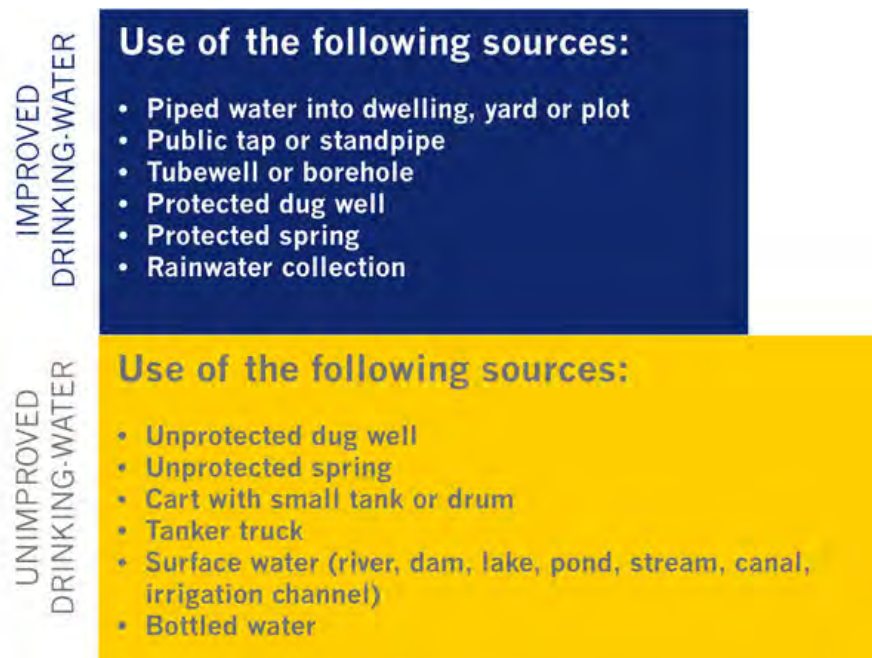 IMPROVED
DRINKING-WATER
Use of the following sources:
• Piped water into dwelling, yard or plot
• Public tap or standpipe
• Tubewell or borehole
• Protected dug well
• Protected spring
• Rainwater collection
UNIMPROVED
DRINKING-WATER
Use of the following sources:
• Unprotected dug well
• Unprotected spring
• Cart with small tank or drum
• Tanker truck
• Surface water (river, dam, lake, pond, stream, canal,
irrigation channel)
• Bottled water